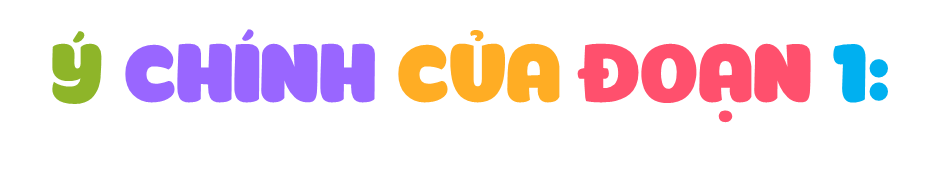 Ý CHÍNH CỦA ĐOẠN 1: